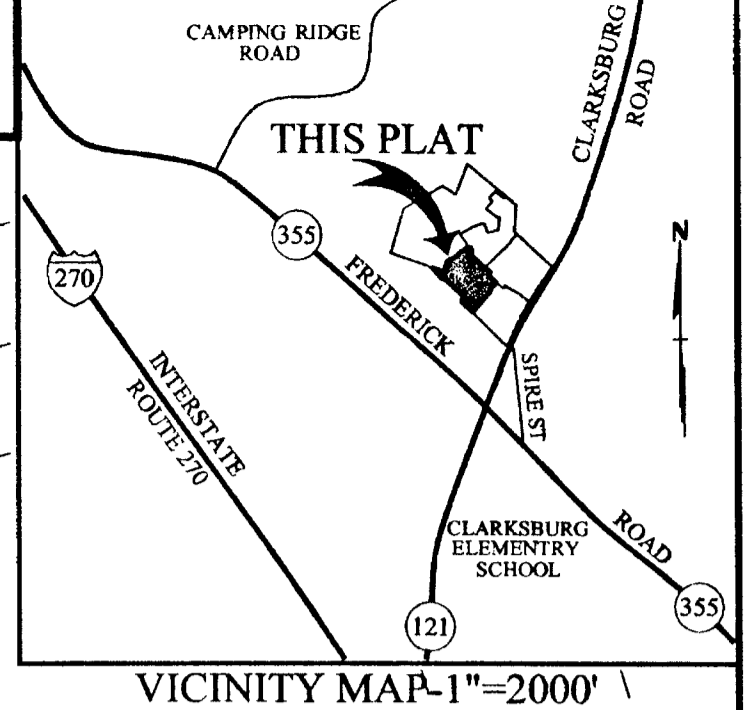 CAMPING RIDGE
ROAD
CLARKSBURG
ROAD
THIS PLAT
355
N
270
FREDERICK
INTERSTATE
ROUTE 270
SPIRE ST
CLARKSBURG
ELEMENTRY
SCHOOL
ROAD
355
121
VICINITY MAP-1"=2000'